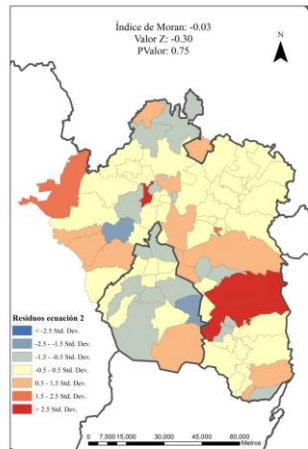 Índice de Moran: -0.03
Valor Z: -0.30
PValor: 0.75
N
Residuos ecuación 2
< -2.5 Std. Dev.
-2.5 - -1.5 Std. Dev.
-1.5 - -0.5 Std. Dev.
-0.5 - 0.5 Std. Dev.
0.5 - 1.5 Std. Dev.
1.5 - 2.5 Std. Dev.
> 2.5 Std. Dev.
0 7,500 15,000 30,000 45,000 60,000
Metros